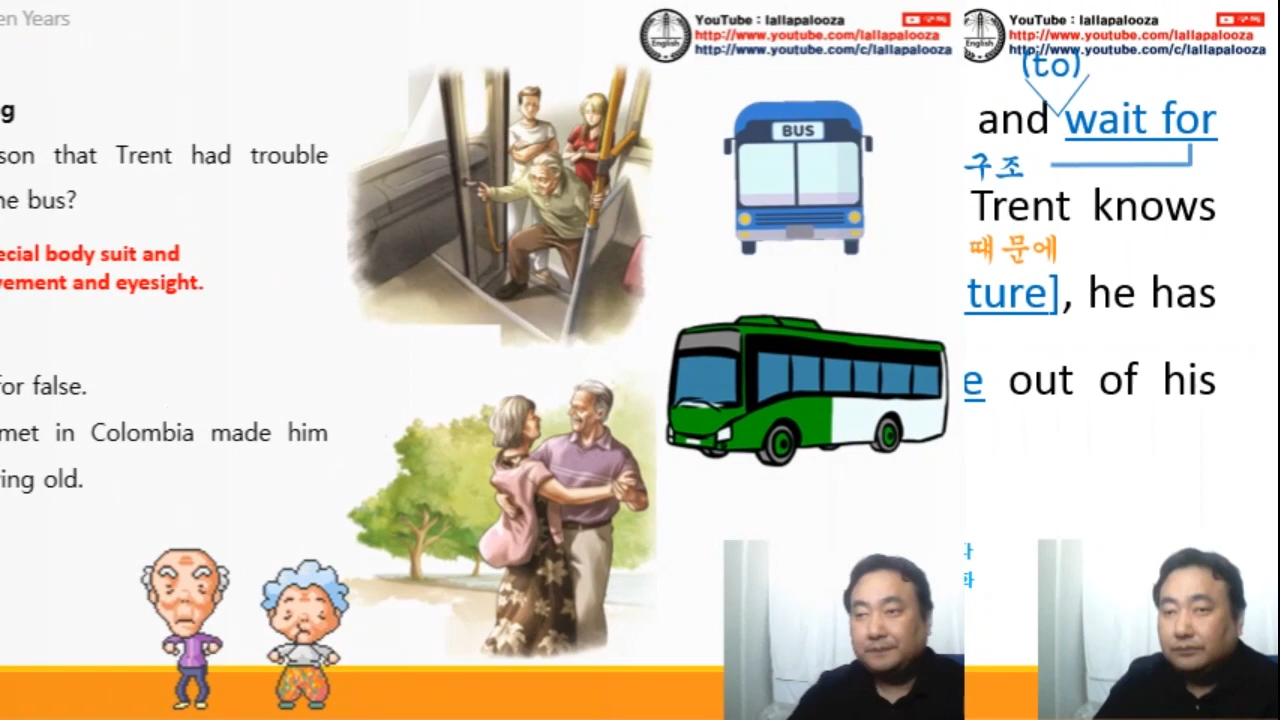 en Years
YouTube : lallapalooza
http://www.youtube.com/lallapalooza
http://www.youtube.com/c/lallapalooza
English
g
son that Trent had trouble
ne bus?
ecial body suit and
vement and eyesight.
for false.
met in Colombia made him
ing old.
BUS
YouTube : lallapalooza
http://www.youtube.com/lallapalooza
http://www.youtube.com/c/lallapalooza
English
(to)
and wait for
구조
Trent knows
때문에
ture], he has
e out of his